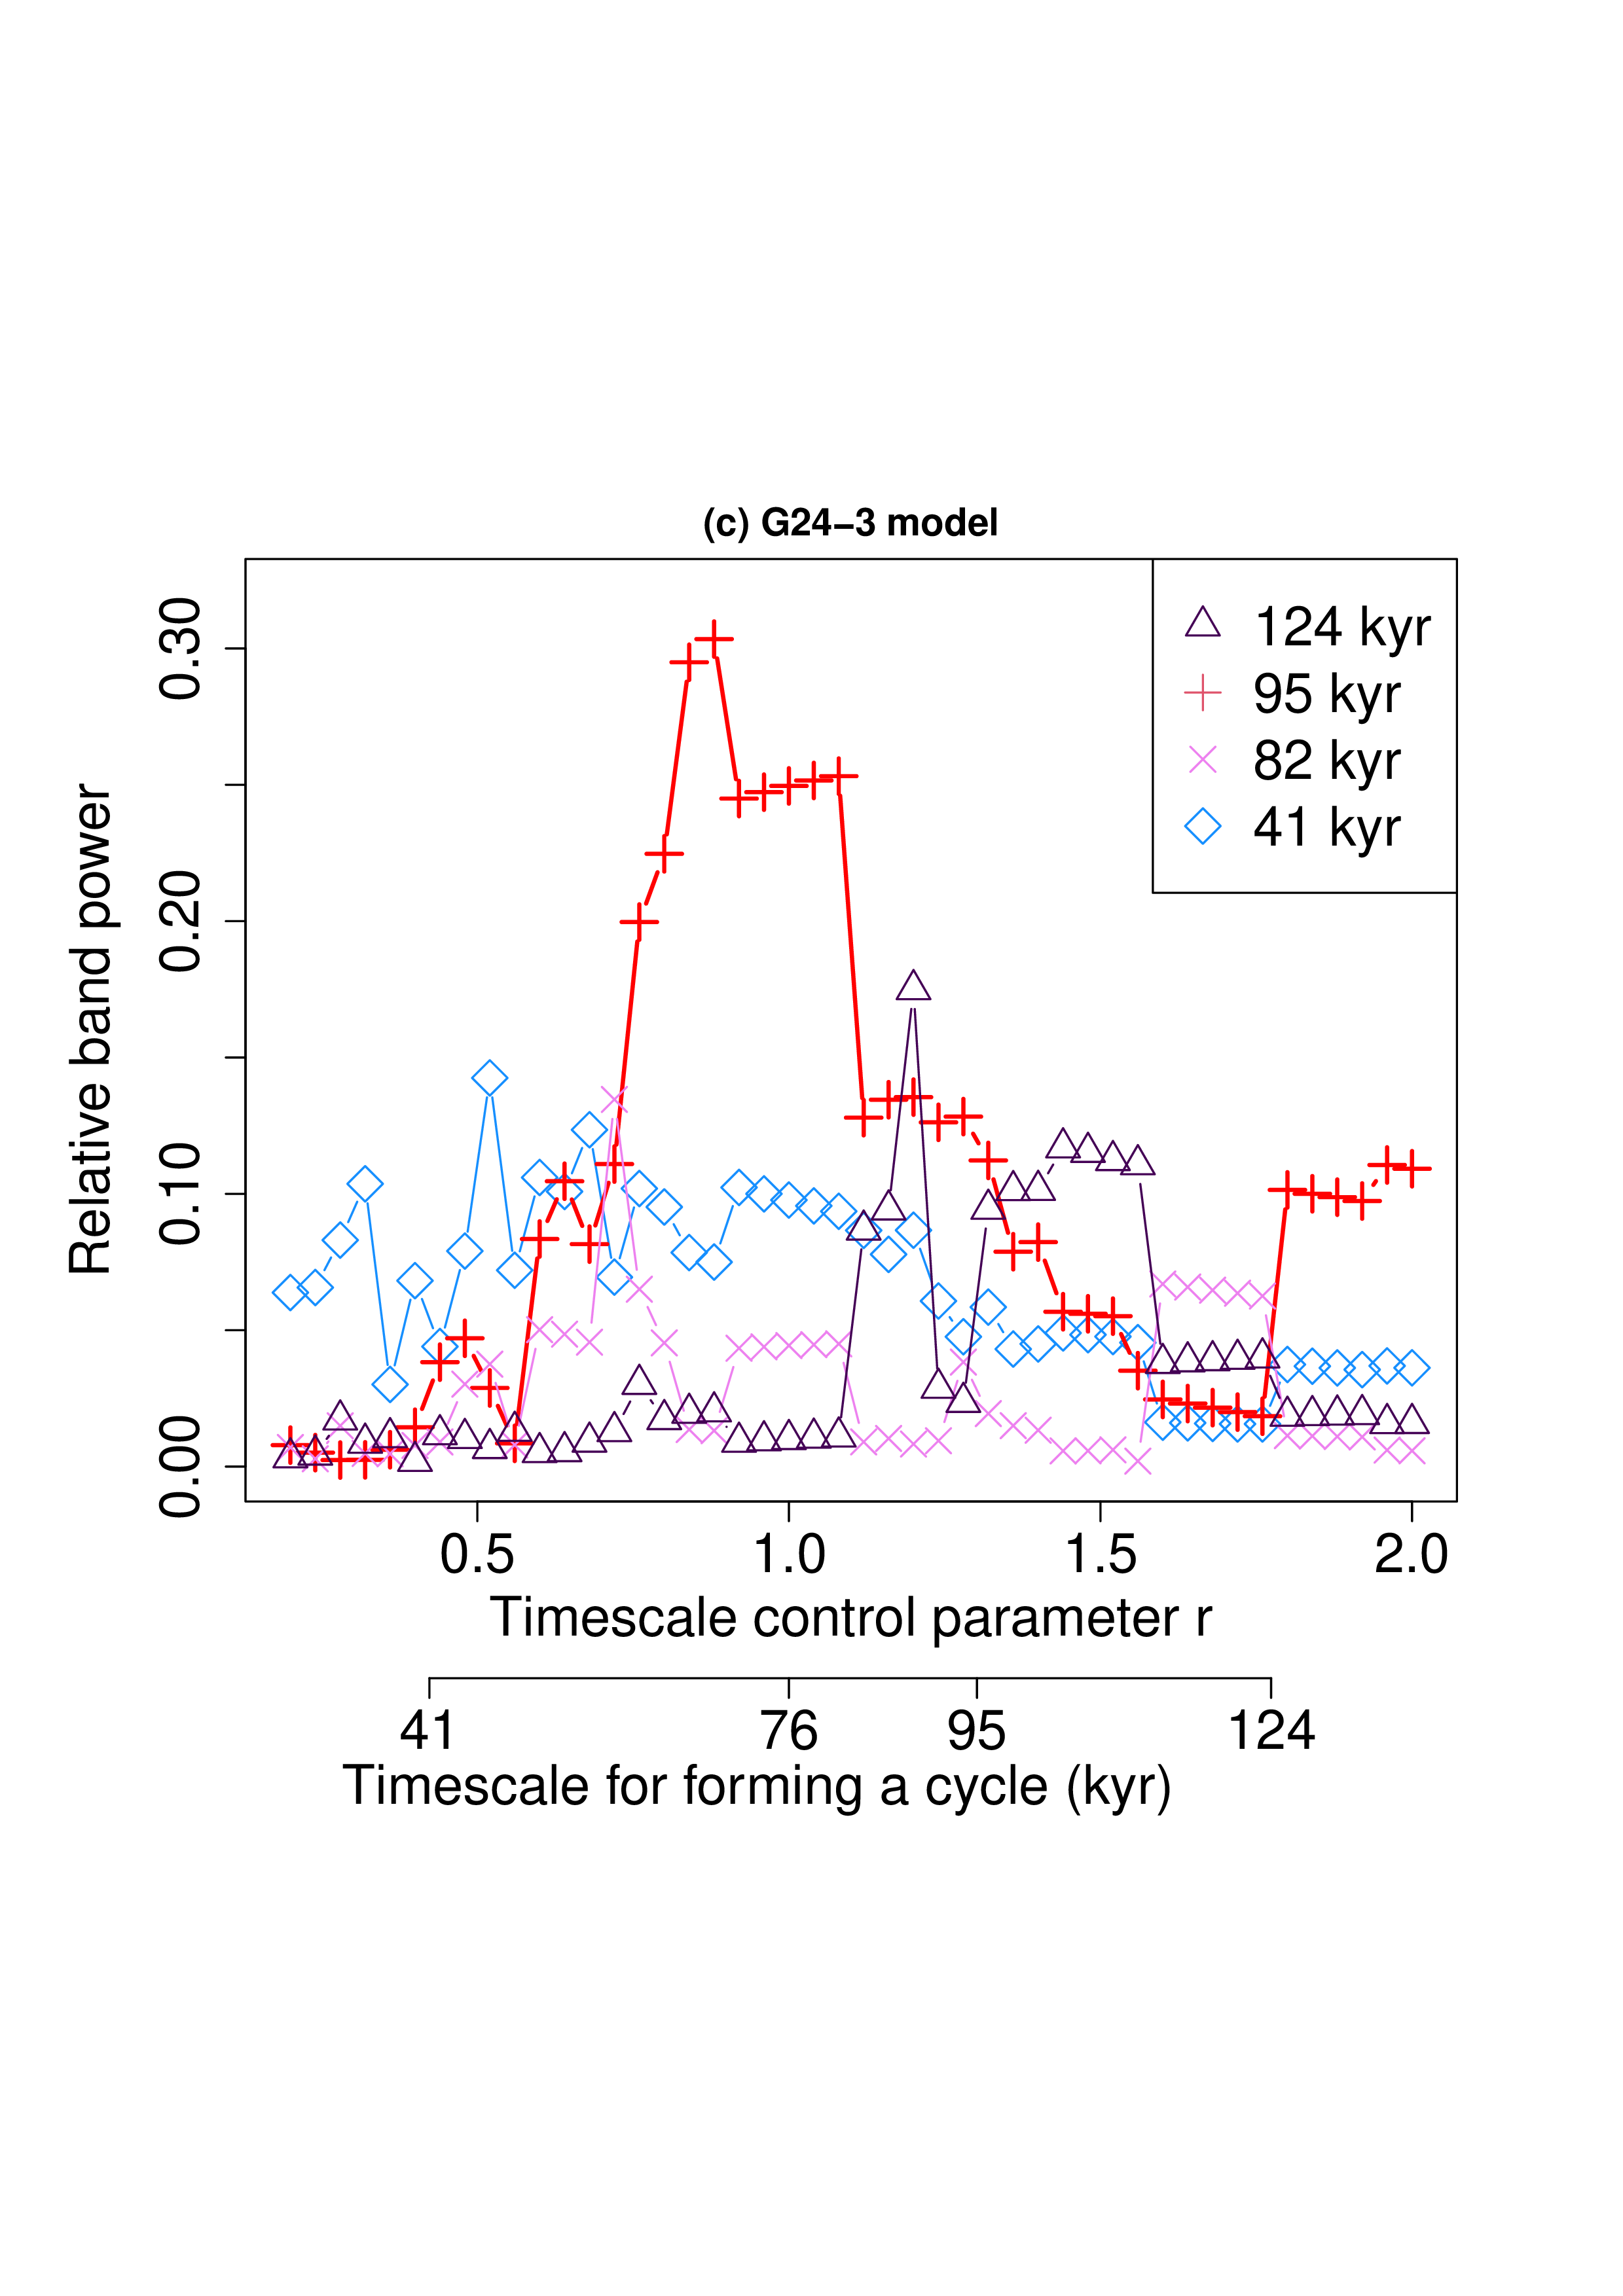 (c) G24−3 model
124 kyr
95 kyr
82 kyr
41 kyr
Relative band power
0.30
0.20
0.10
0.00
0.5 1.0 1.5 2.0
Timescale control parameter r
41 76 95 124
Timescale for forming a cycle (kyr)